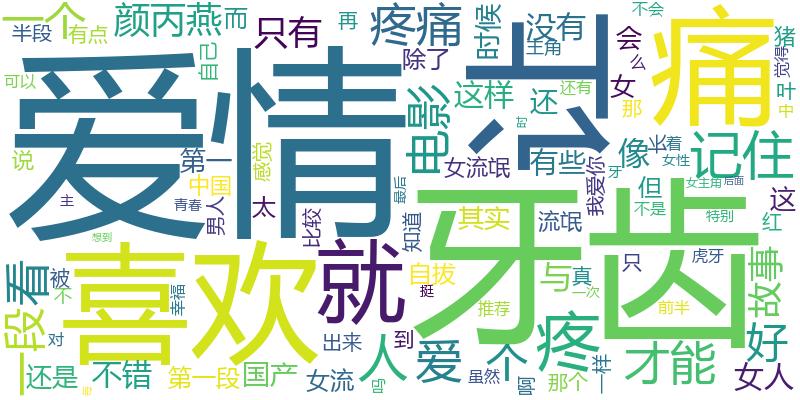 一个
半段
有点
颜丙燕
而
自己
可以
只有
再
疼痛
除了
时候
没有
主角
不会
会
么
还有
痛
猪
觉得
叶
中
爱情
让
电影
这样
还
女
那
说
第一
感觉
中国
青春
男人
太
主
想到
比较
最后
女流氓
有些
时
我爱你
像
长
着
女性
记住
牙
但
不是
女主角
后面
特别
这
红
喜欢
就
知道
其实
流氓
牙齿
只
虎牙
故事
一段
看
被
不
对
幸福
自拔
挺
到
推荐
与
真
一次
前半
好
还是
不错
第一段
国产
出来
女流
吗
人
爱
虽然
个
啊
疼
那个
一样
才能
女人